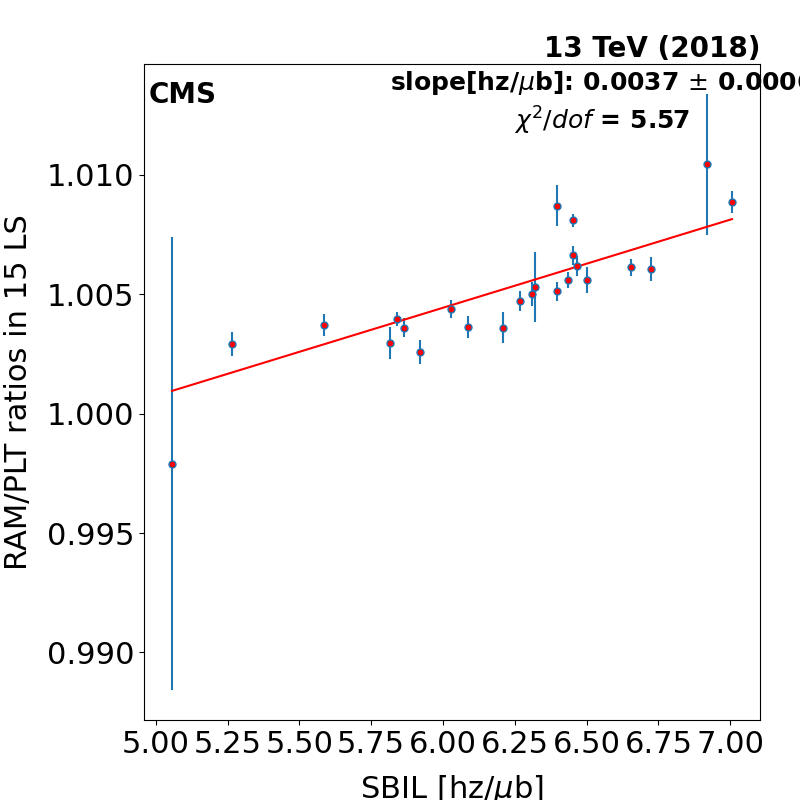 13 TeV (2018)
CMS
slope[hz/μb]: 0.0037 ± 0.000
χ²/dof = 5.57
1.010
1.005
1.000
0.995
0.990
RAM/PLT ratios in 15 LS
5.00 5.25 5.50 5.75 6.00 6.25 6.50 6.75 7.00
SBIL [hz/μb]